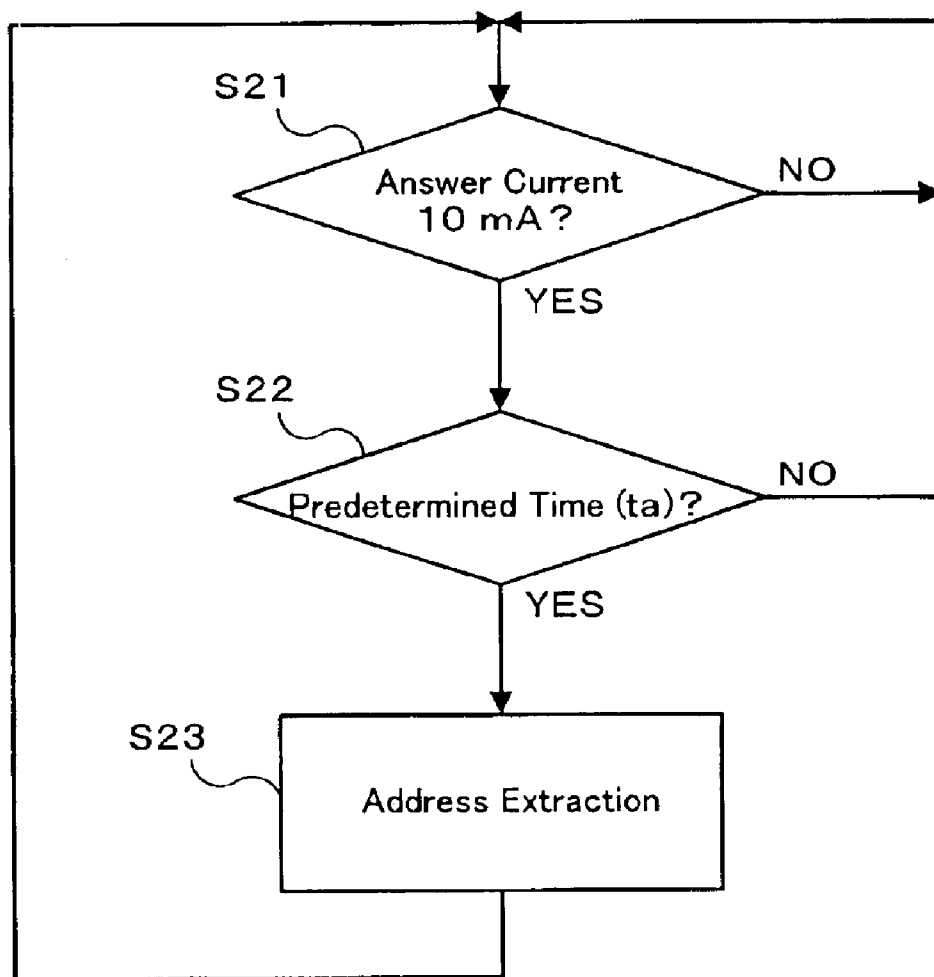 S21
Answer Current
10 mA?
NO
YES
S22
Predetermined Time (ta)?
NO
YES
S23
Address Extraction